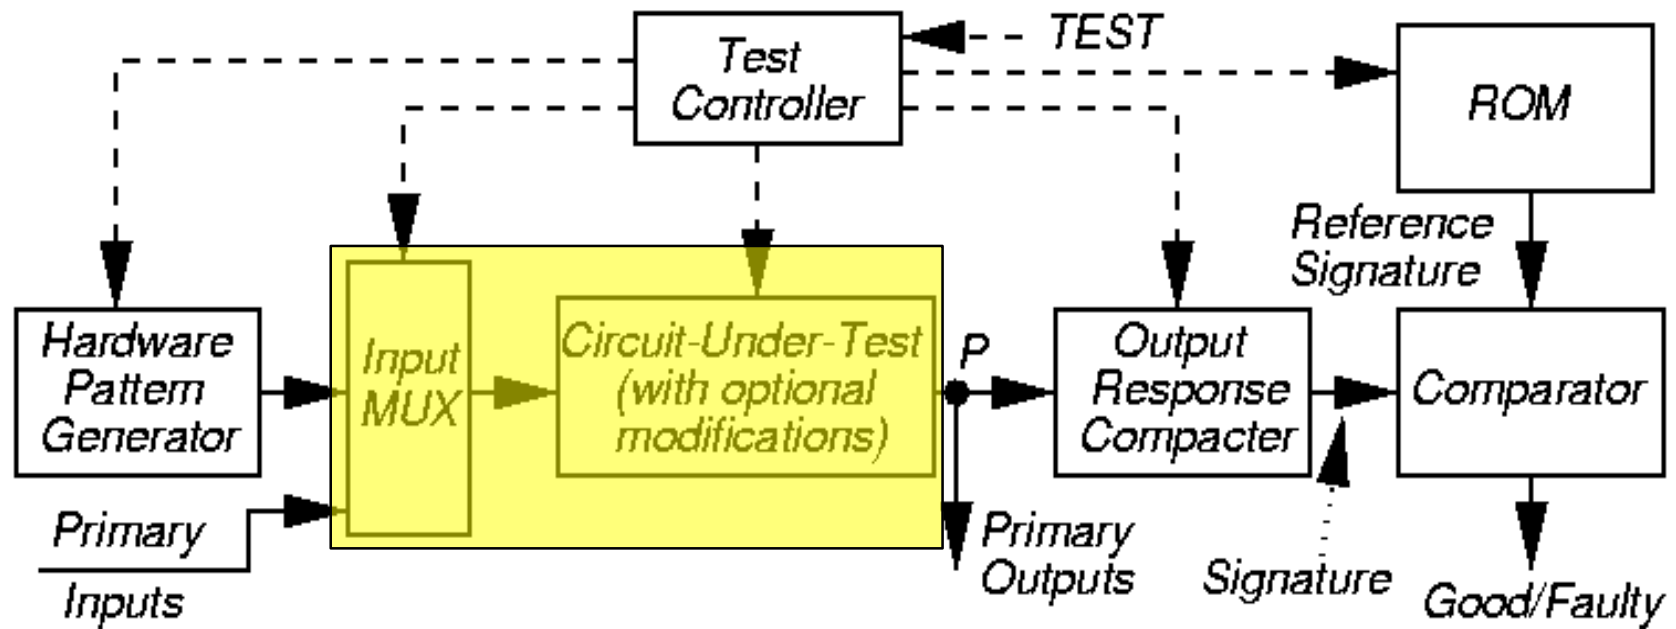 Test
Controller
TEST
ROM
Reference
Signature
Hardware
Pattern
Generator
Input
MUX
Circuit-Under-Test
(with optional
modifications)
P
Output
Response
Compacter
Comparator
Primary
Inputs
Primary
Outputs
Signature
Good/Faulty